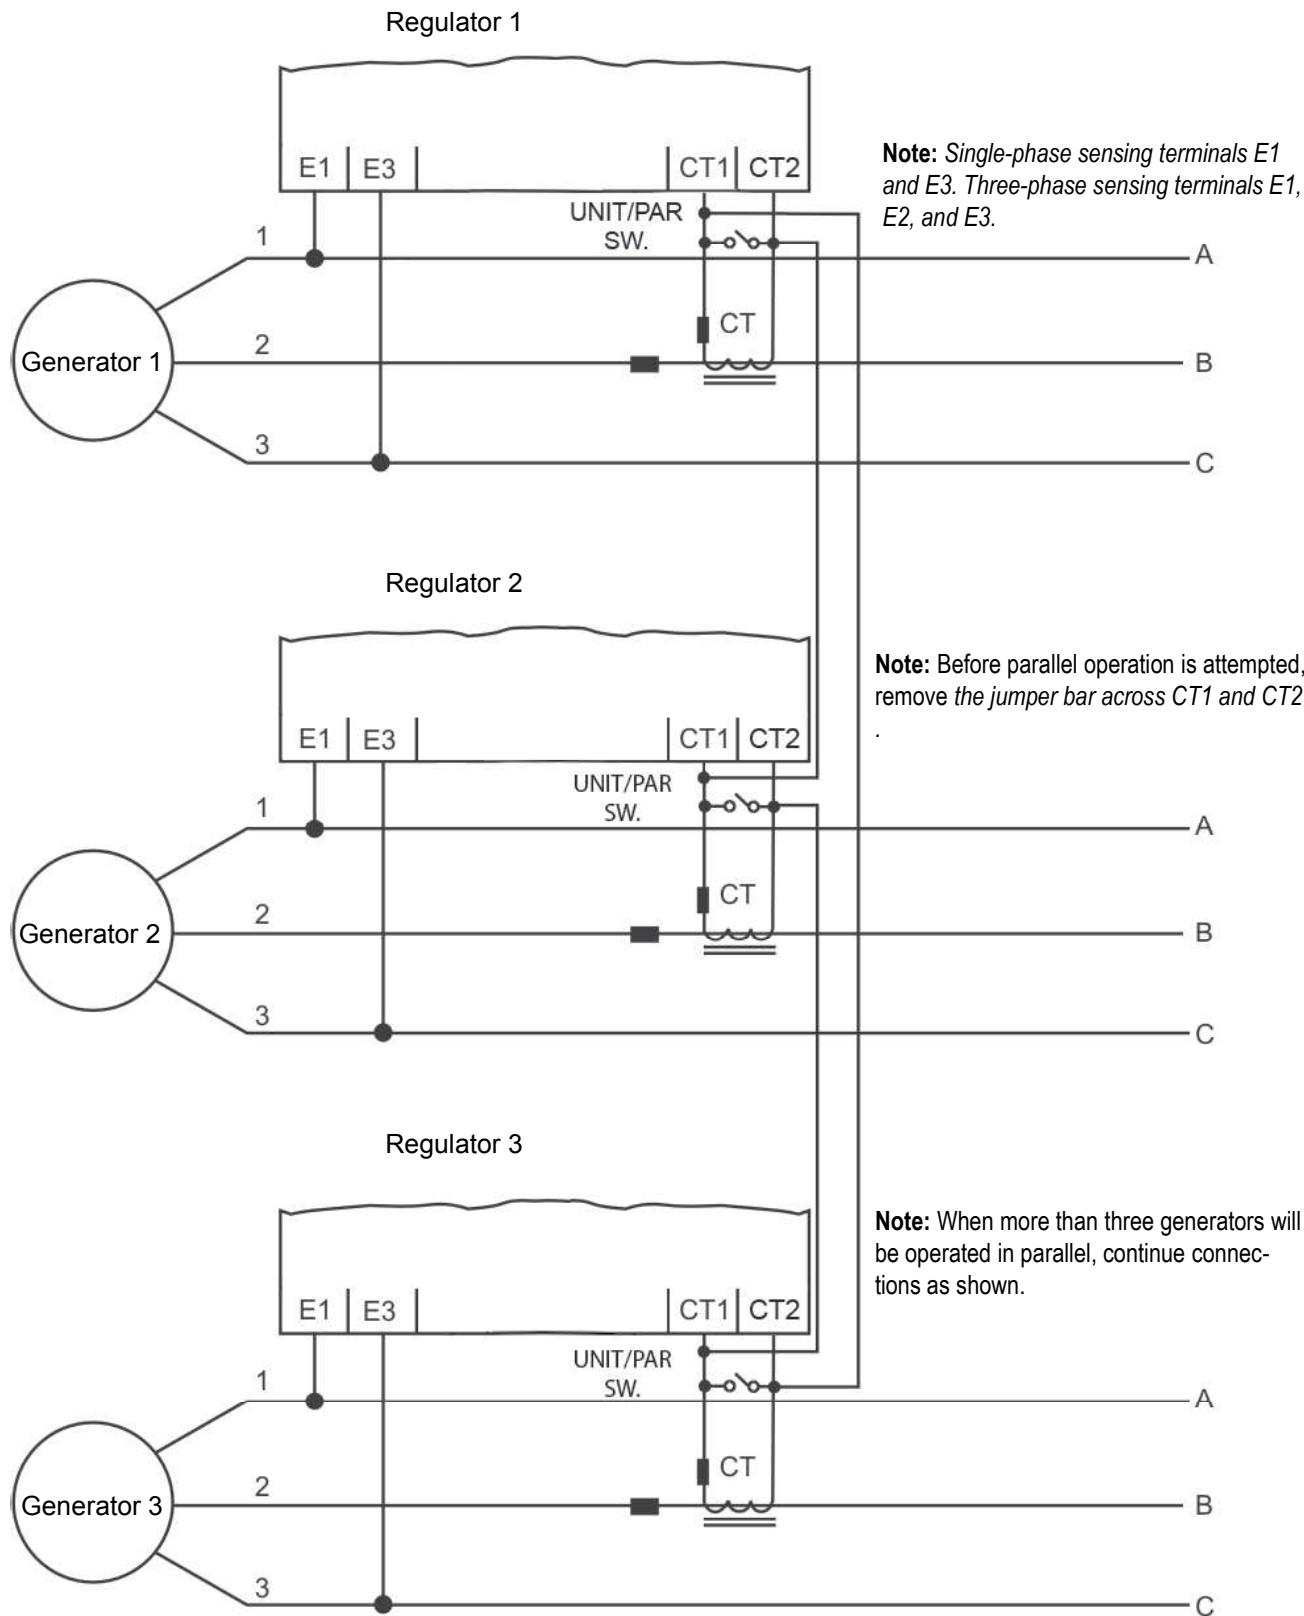 Regulator 1
E1 E3 CT1 CT2
Note: Single-phase sensing terminals E1
and E3. Three-phase sensing terminals E1,
E2, and E3.
UNIT/PAR
SW.
1
A
CT
Generator 1
2
B
3
C
Regulator 2
Note: Before parallel operation is attempted,
remove the jumper bar across CT1 and CT2
.
E1 E3 CT1 CT2
UNIT/PAR
SW.
1
A
CT
Generator 2
2
B
3
C
Regulator 3
Note: When more than three generators will
be operated in parallel, continue connec-
tions as shown.
E1 E3 CT1 CT2
UNIT/PAR
SW.
1
A
CT
Generator 3
2
B
3
C